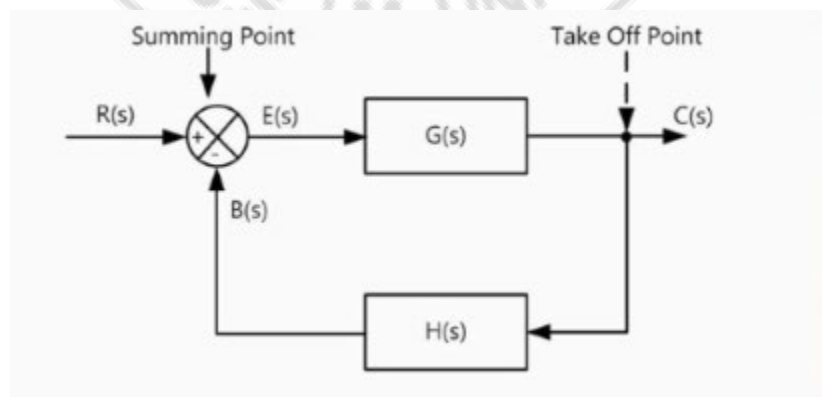 Summing Point
Take Off Point
R(s)
E(s)
G(s)
C(s)
+
-
B(s)
H(s)